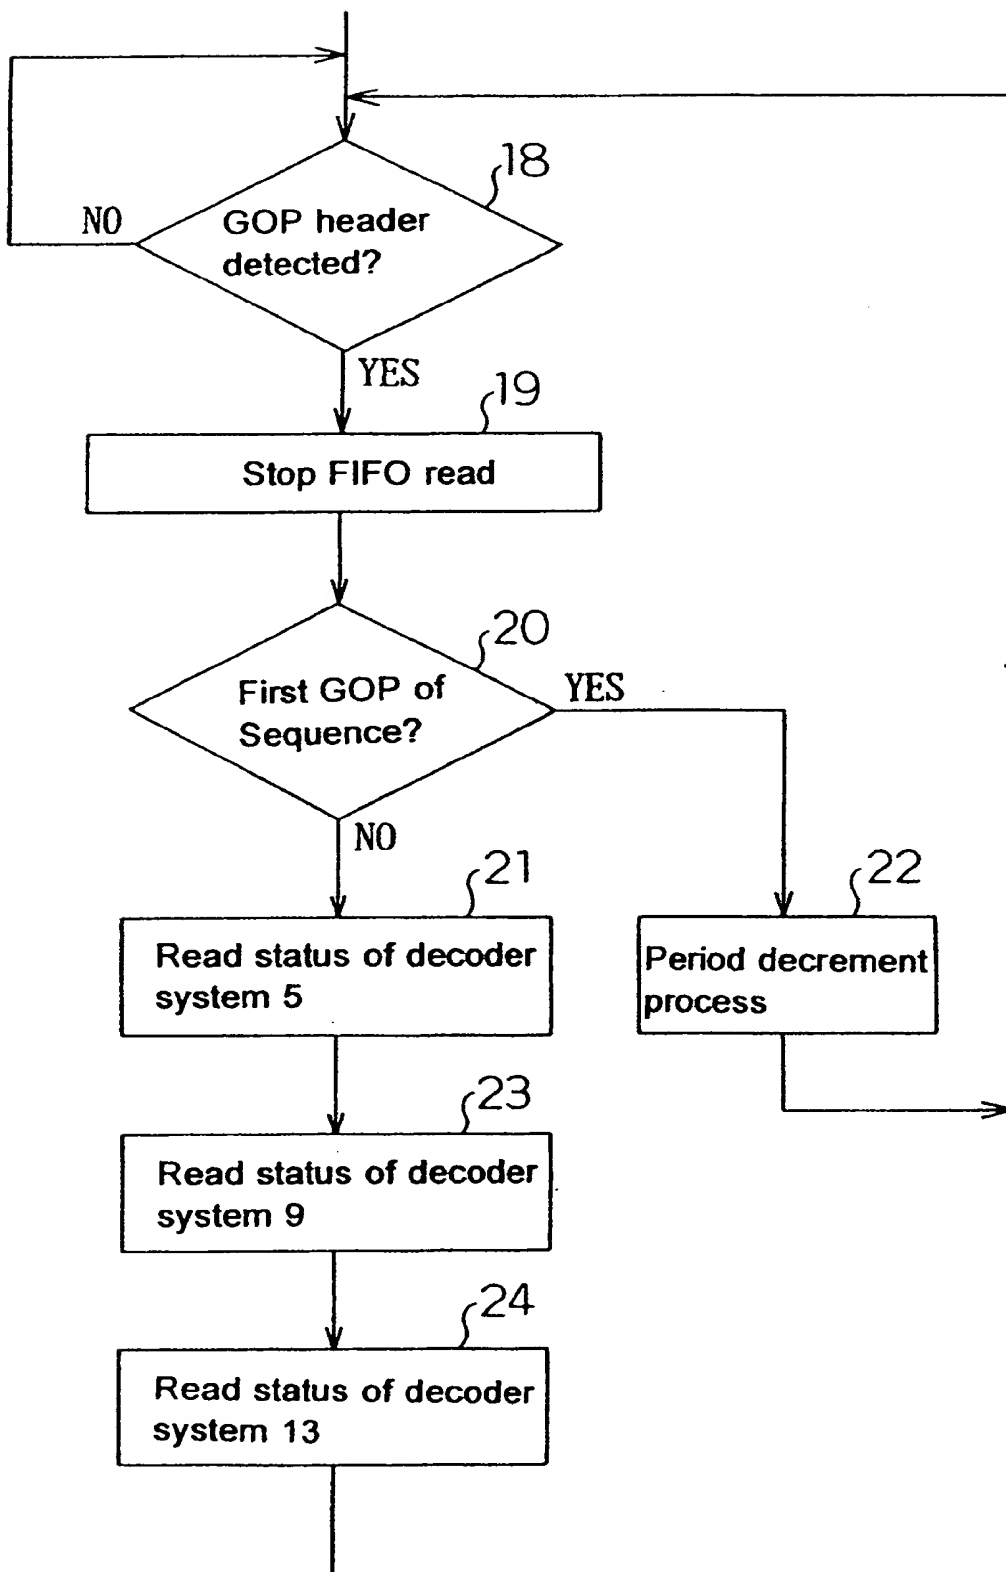 18
GOP header
detected?
NO
YES
19
Stop FIFO read
20
First GOP of
Sequence?
YES
NO
21
Read status of decoder
system 5
22
Period decrement
process
23
Read status of decoder
system 9
24
Read status of decoder
system 13